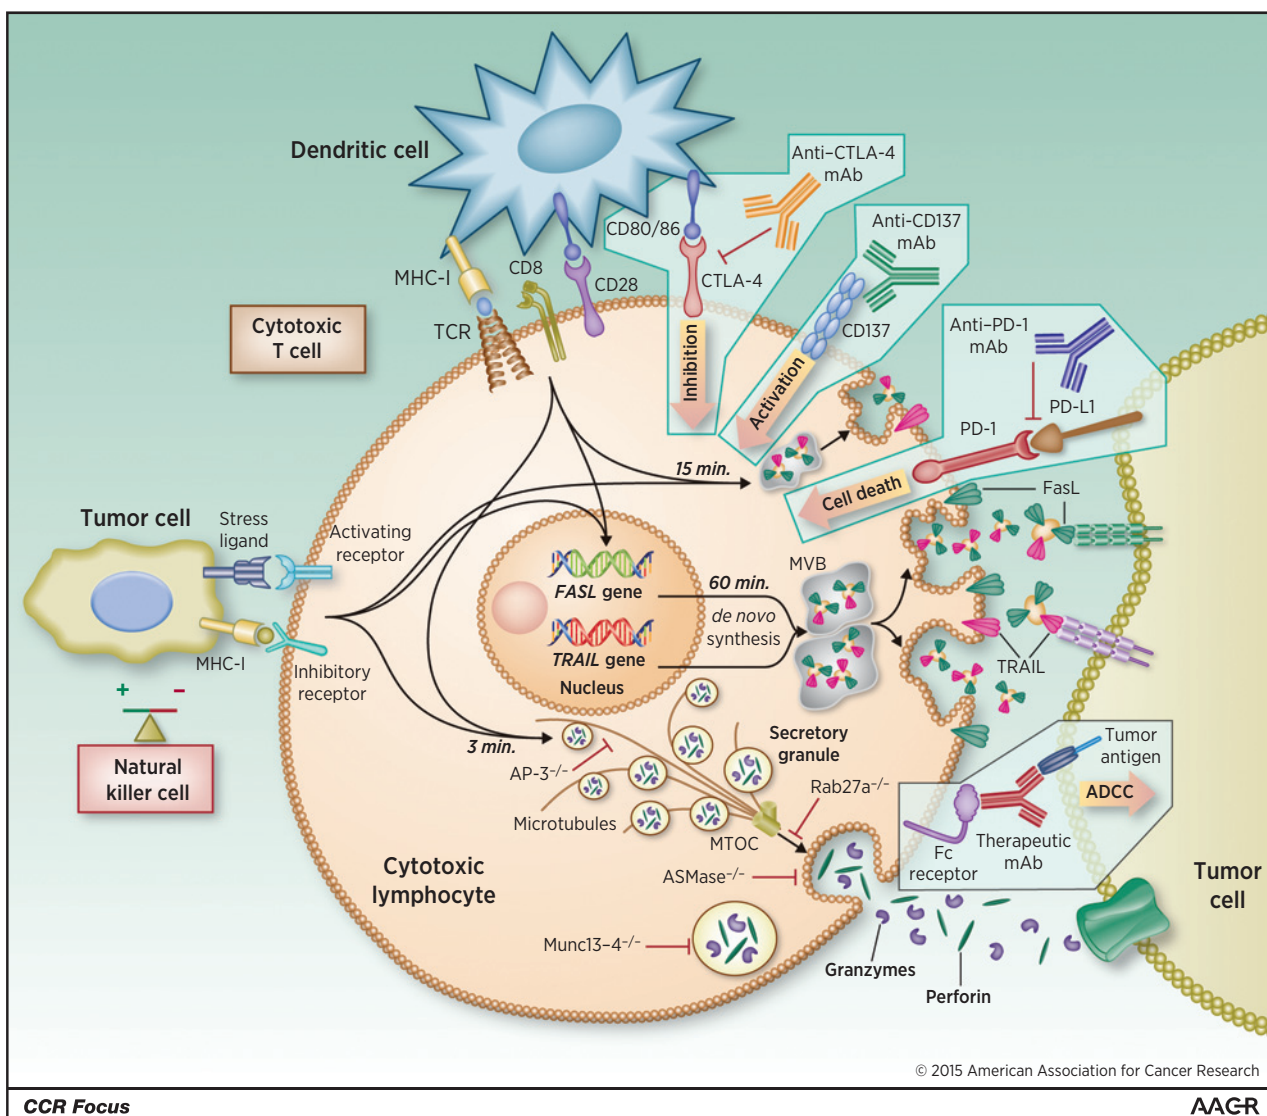 Dendritic cell
Anti–CTLA-4
mAb
CD80/86
Anti-CD137
mAb
MHC-I
CD8
CD28
CTLA-4
TCR
Cytotoxic
T cell
CD137
Inhibition
Activation
Anti–PD-1
mAb
PD-L1
PD-1
15 min.
Cell death
FasL
Tumor cell
Stress
ligand
Activating
receptor
MHC-I
Inhibitory
receptor
+
–
Natural
killer cell
FASL gene
TRAIL gene
Nucleus
60 min.
de novo
synthesis
MVB
TRAIL
3 min.
AP-3–/–
Microtubules
MTOC
Secretory
granule
Rab27a–/–
ASMase–/–
Munc13–4–/–
Cytotoxic
lymphocyte
Tumor
antigen
ADCC
Therapeutic
mAb
Fc
receptor
Granzymes
Perforin
Tumor
cell
© 2015 American Association for Cancer Research
CCR Focus
AACR